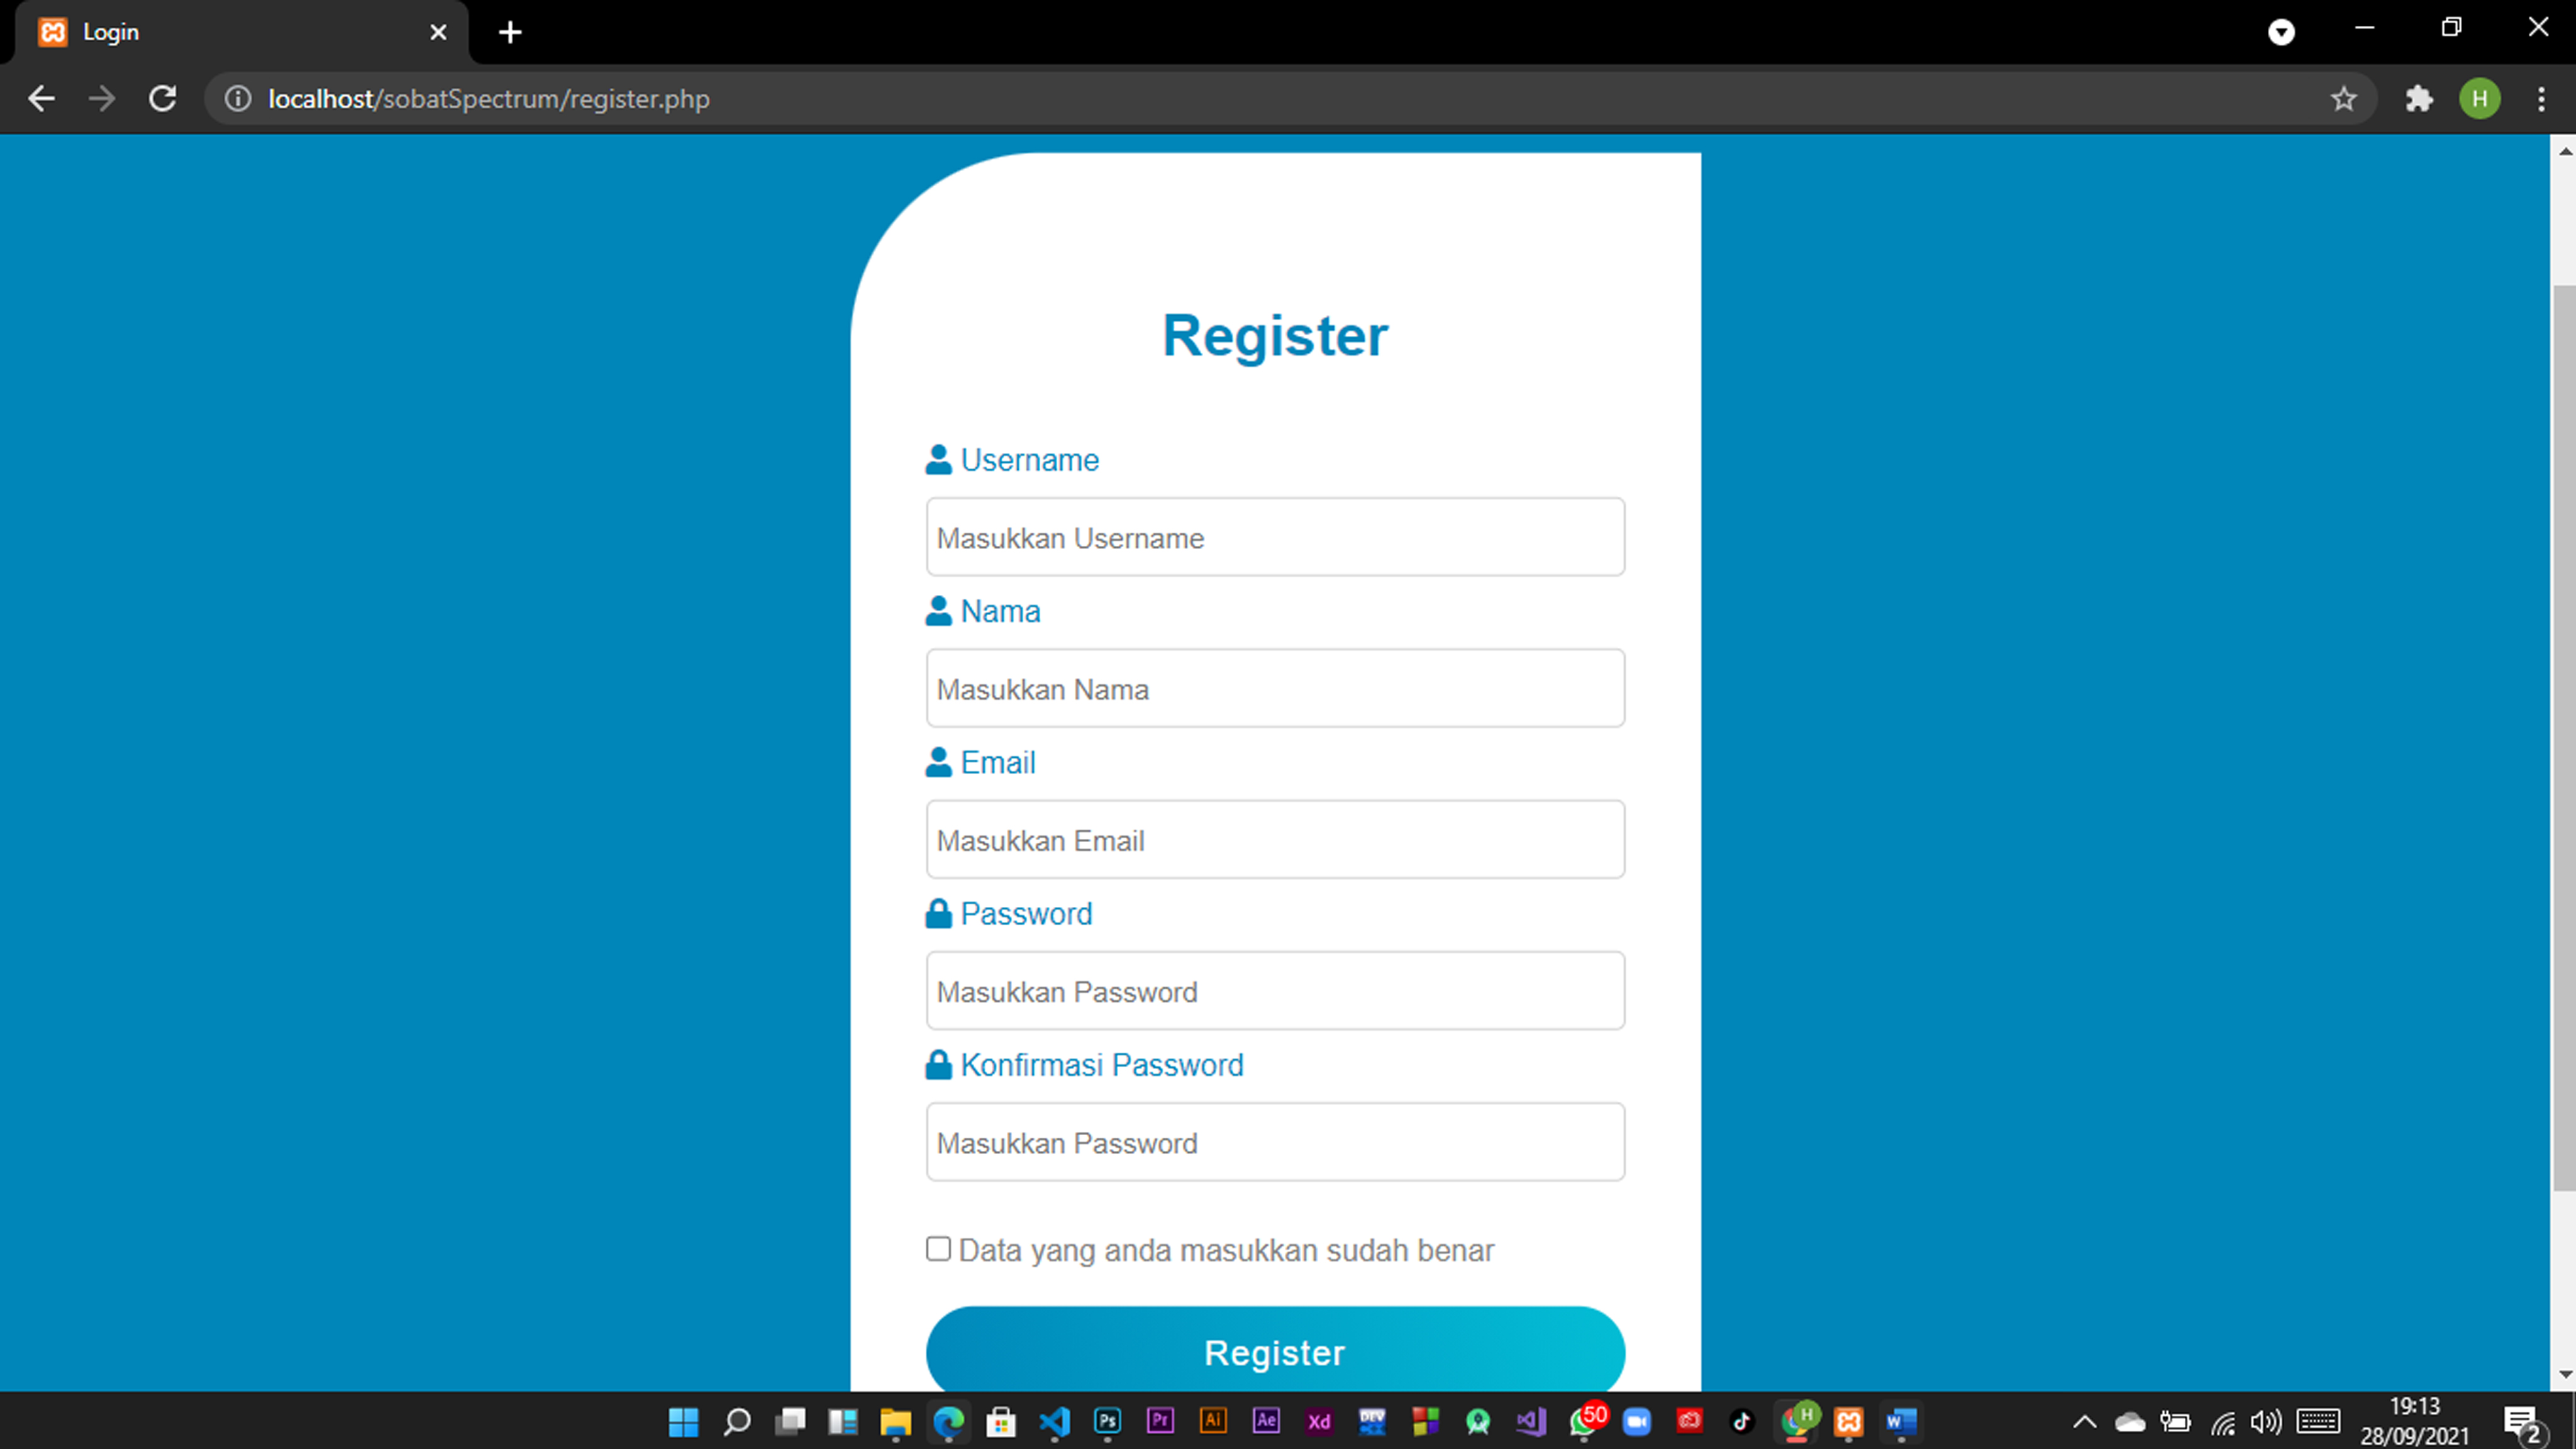 Login
localhost/sobatSpectrum/register.php
H
Register
Username
Masukkan Username
Nama
Masukkan Nama
Email
Masukkan Email
Password
Masukkan Password
Konfirmasi Password
Masukkan Password
Data yang anda masukkan sudah benar
Register
Ps
Pr
Ai
Ae
Xd
DEV
50
H
W
19:13
28/09/2021
2